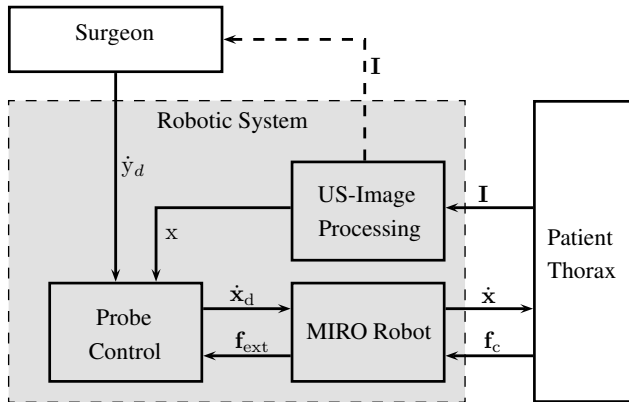 Surgeon
I
Robotic System
ẏ_d
US-Image
Processing
I
x
Patient
Thorax
Probe
Control
ẋ_d
f_ext
MIRO Robot
ẋ
f_c